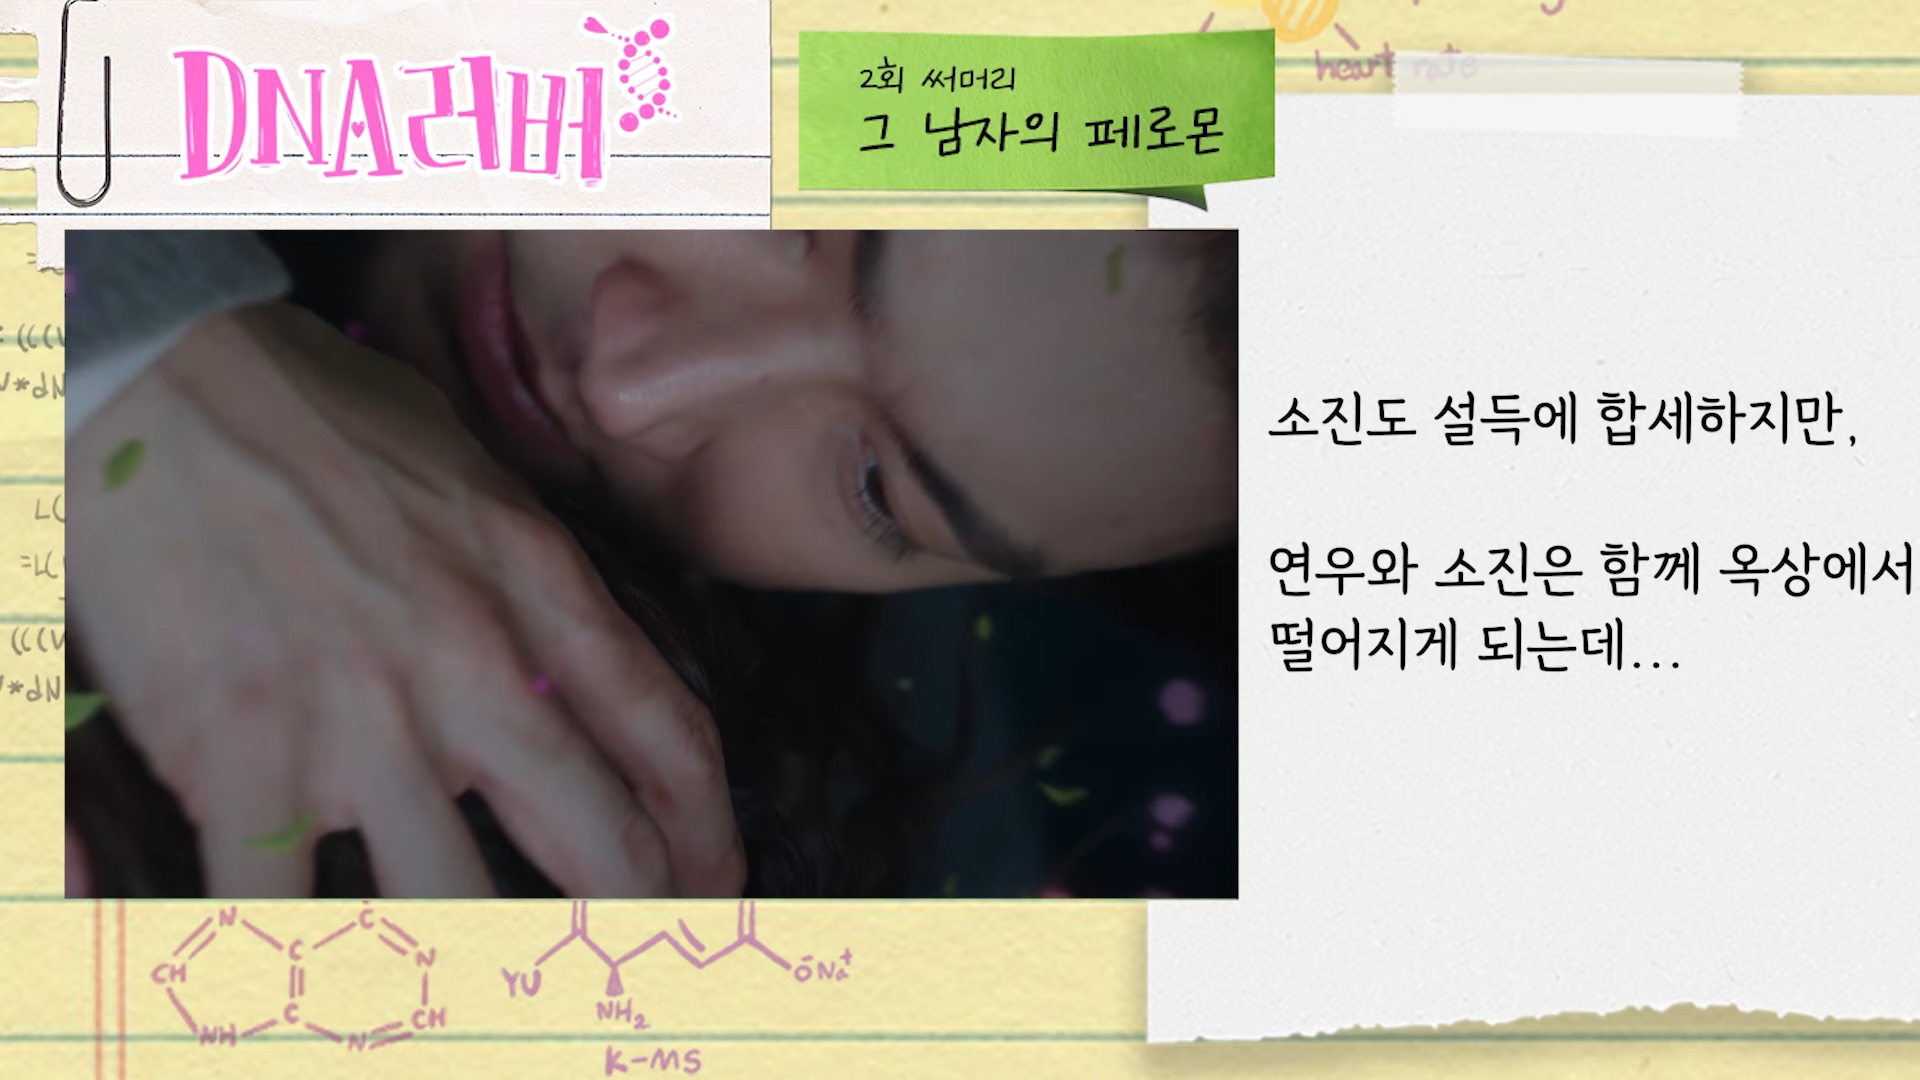 DNA러버
2회 써머리
그 남자의 페로몬
heart rate
소진도 설득에 합세하지만,
연우와 소진은 함께 옥상에서
떨어지게 되는데...
N
C
C
N
CH
YU
ŌNa+
C
CH
NH
N
NH2
K-MS